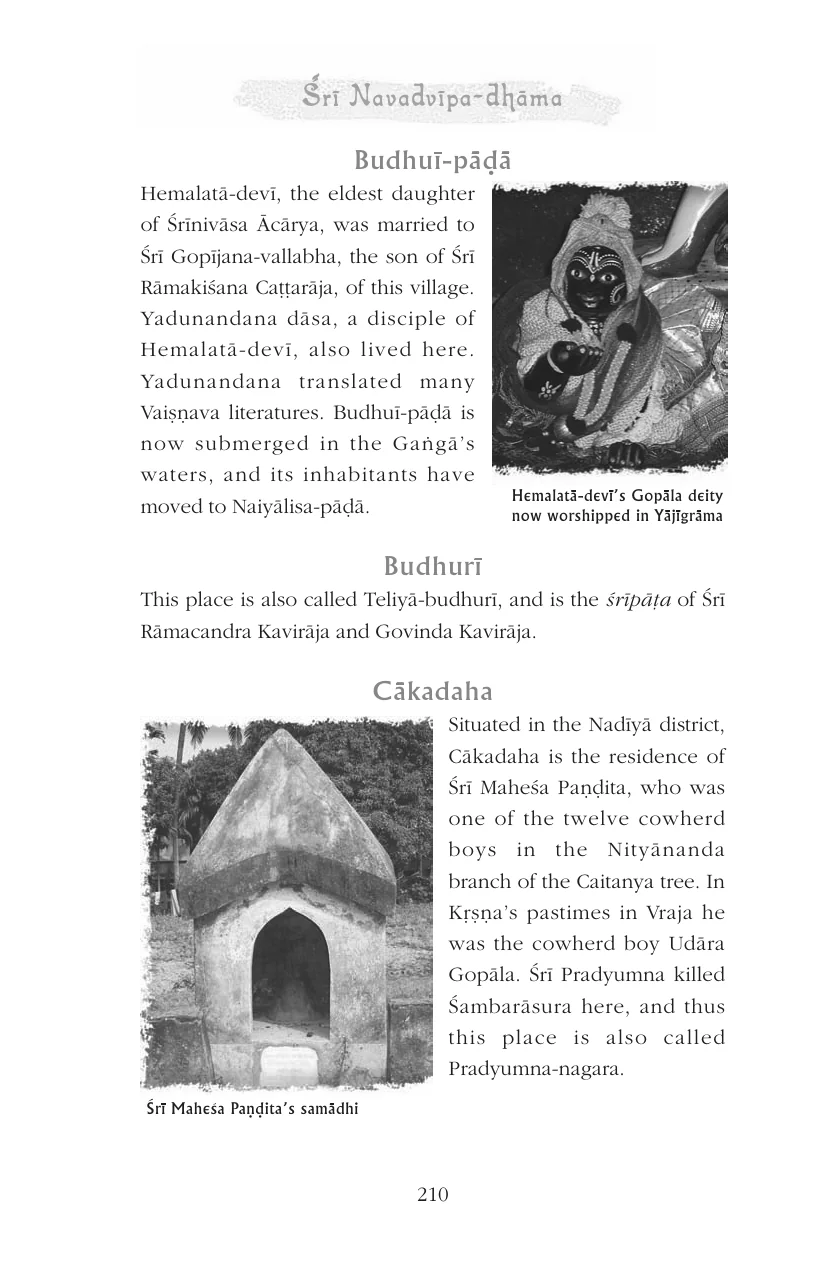 Śrī Navadvīpa-dhāma
Budhuī-pāḍā
Hemalatā-devī, the eldest daughter
of Śrīnivāsa Ācārya, was married to
Śrī Gopījana-vallabha, the son of Śrī
Rāmakiśana Caṭṭarāja, of this village.
Yadunandana dāsa, a disciple of
Hemalatā-devī, also lived here.
Yadunandana translated many
Vaiṣṇava literatures. Budhuī-pāḍā is
now submerged in the Gaṅgā’s
waters, and its inhabitants have
moved to Naiyālisa-pāḍā.
Hemalatā-devī’s Gopāla deity
now worshipped in Yājīgrāma
Budhurī
This place is also called Teliyā-budhurī, and is the śrīpāṭa of Śrī
Rāmacandra Kavirāja and Govinda Kavirāja.
Cākadaha
Situated in the Nadīyā district,
Cākadaha is the residence of
Śrī Maheśa Paṇḍita, who was
one of the twelve cowherd
boys in the Nityānanda
branch of the Caitanya tree. In
Kṛṣṇa’s pastimes in Vraja he
was the cowherd boy Udāra
Gopāla. Śrī Pradyumna killed
Śambarāsura here, and thus
this place is also called
Pradyumna-nagara.
Śrī Maheśa Paṇḍita’s samādhi
210